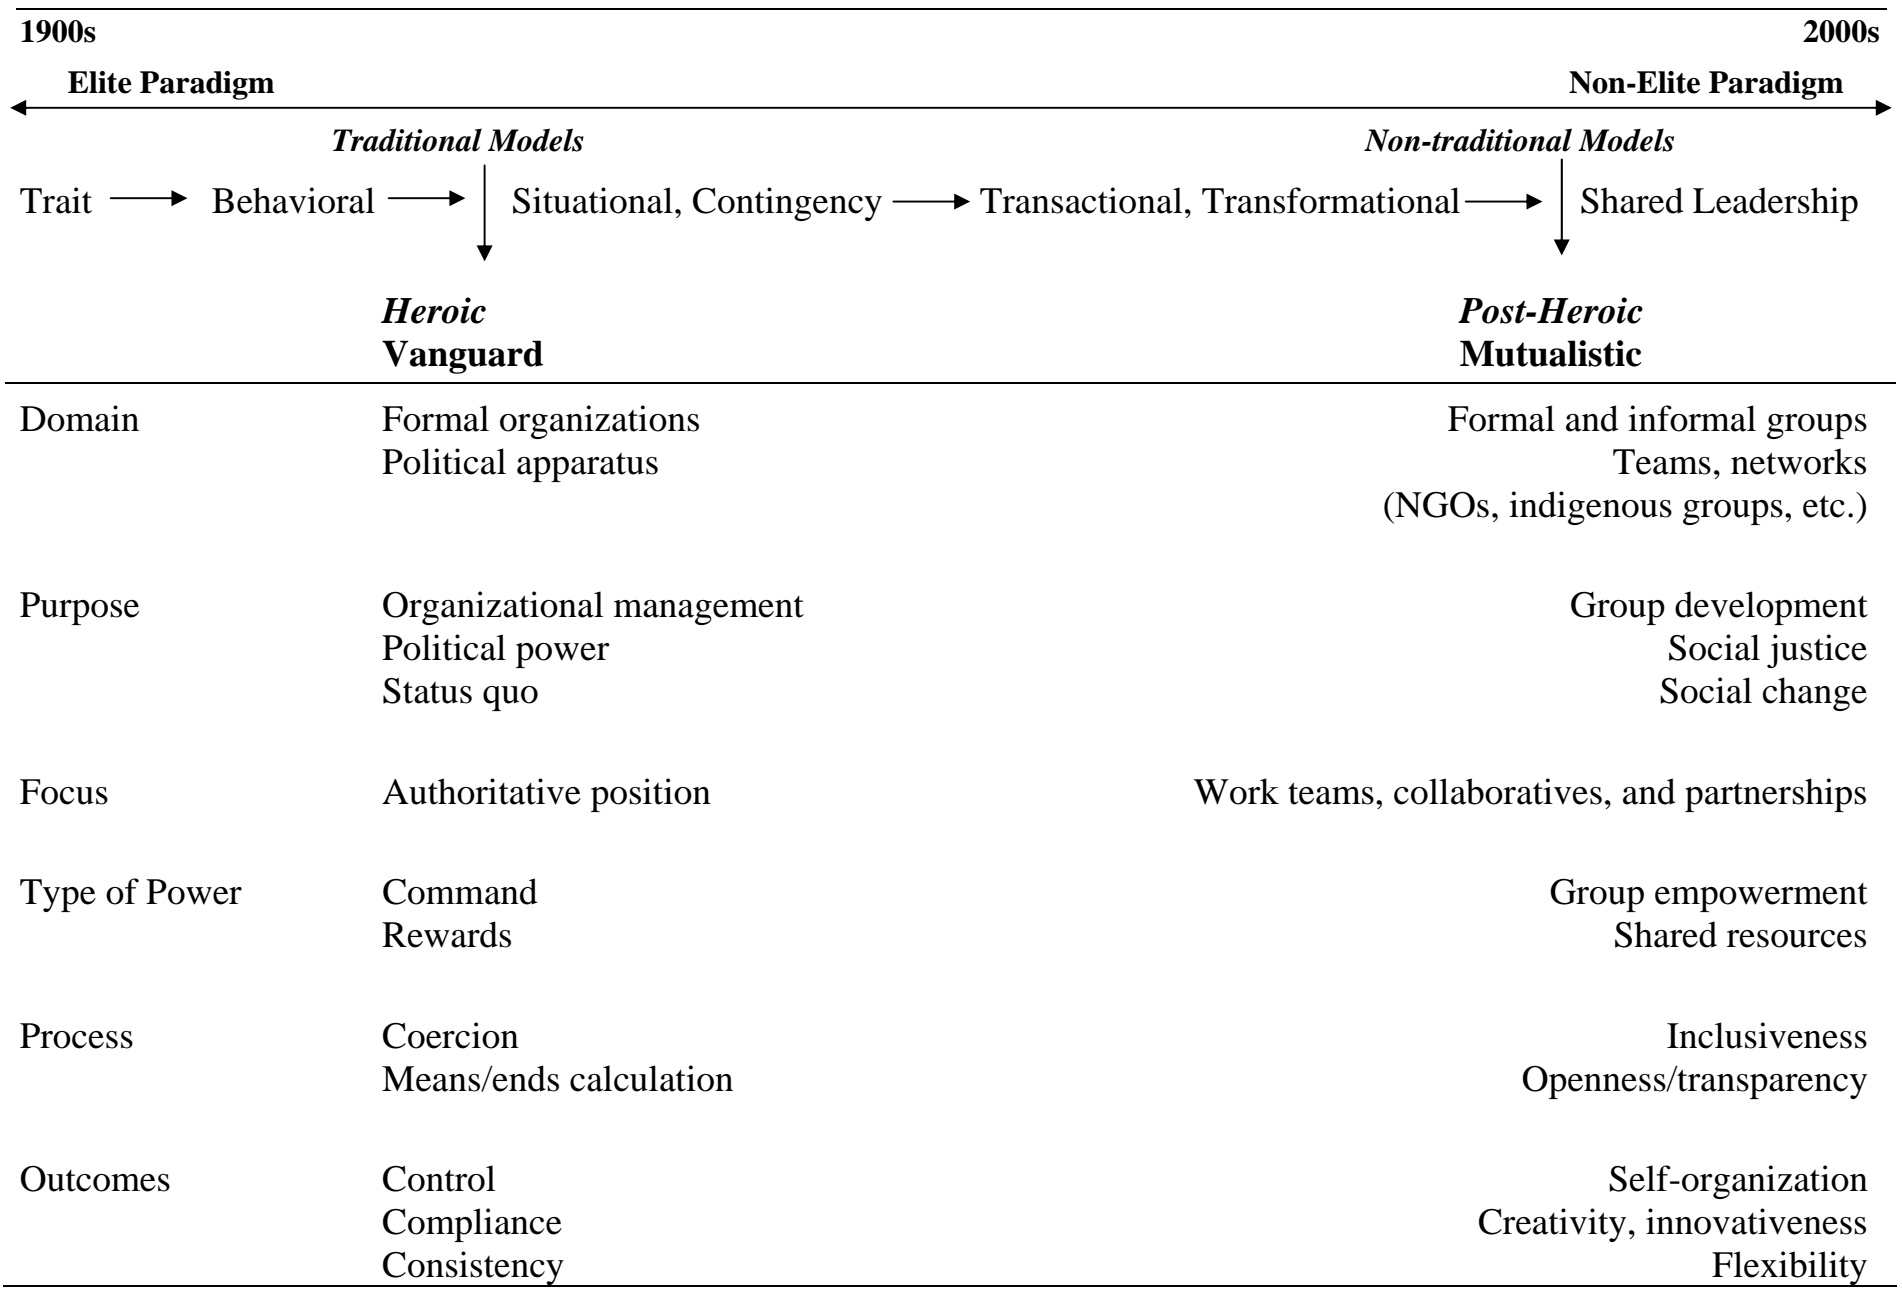 1900s 2000s
Elite Paradigm Non-Elite Paradigm
Traditional Models Non-traditional Models
Trait Behavioral Situational, Contingency Transactional, Transformational Shared Leadership
Heroic Post-Heroic
Vanguard Mutualistic
Domain Formal organizations Formal and informal groups
Political apparatus Teams, networks
(NGOs, indigenous groups, etc.)
Purpose Organizational management Group development
Political power Social justice
Status quo Social change
Focus Authoritative position Work teams, collaboratives, and partnerships
Type of Power Command Group empowerment
Rewards Shared resources
Process Coercion Inclusiveness
Means/ends calculation Openness/transparency
Outcomes Control Self-organization
Compliance Creativity, innovativeness
Consistency Flexibility